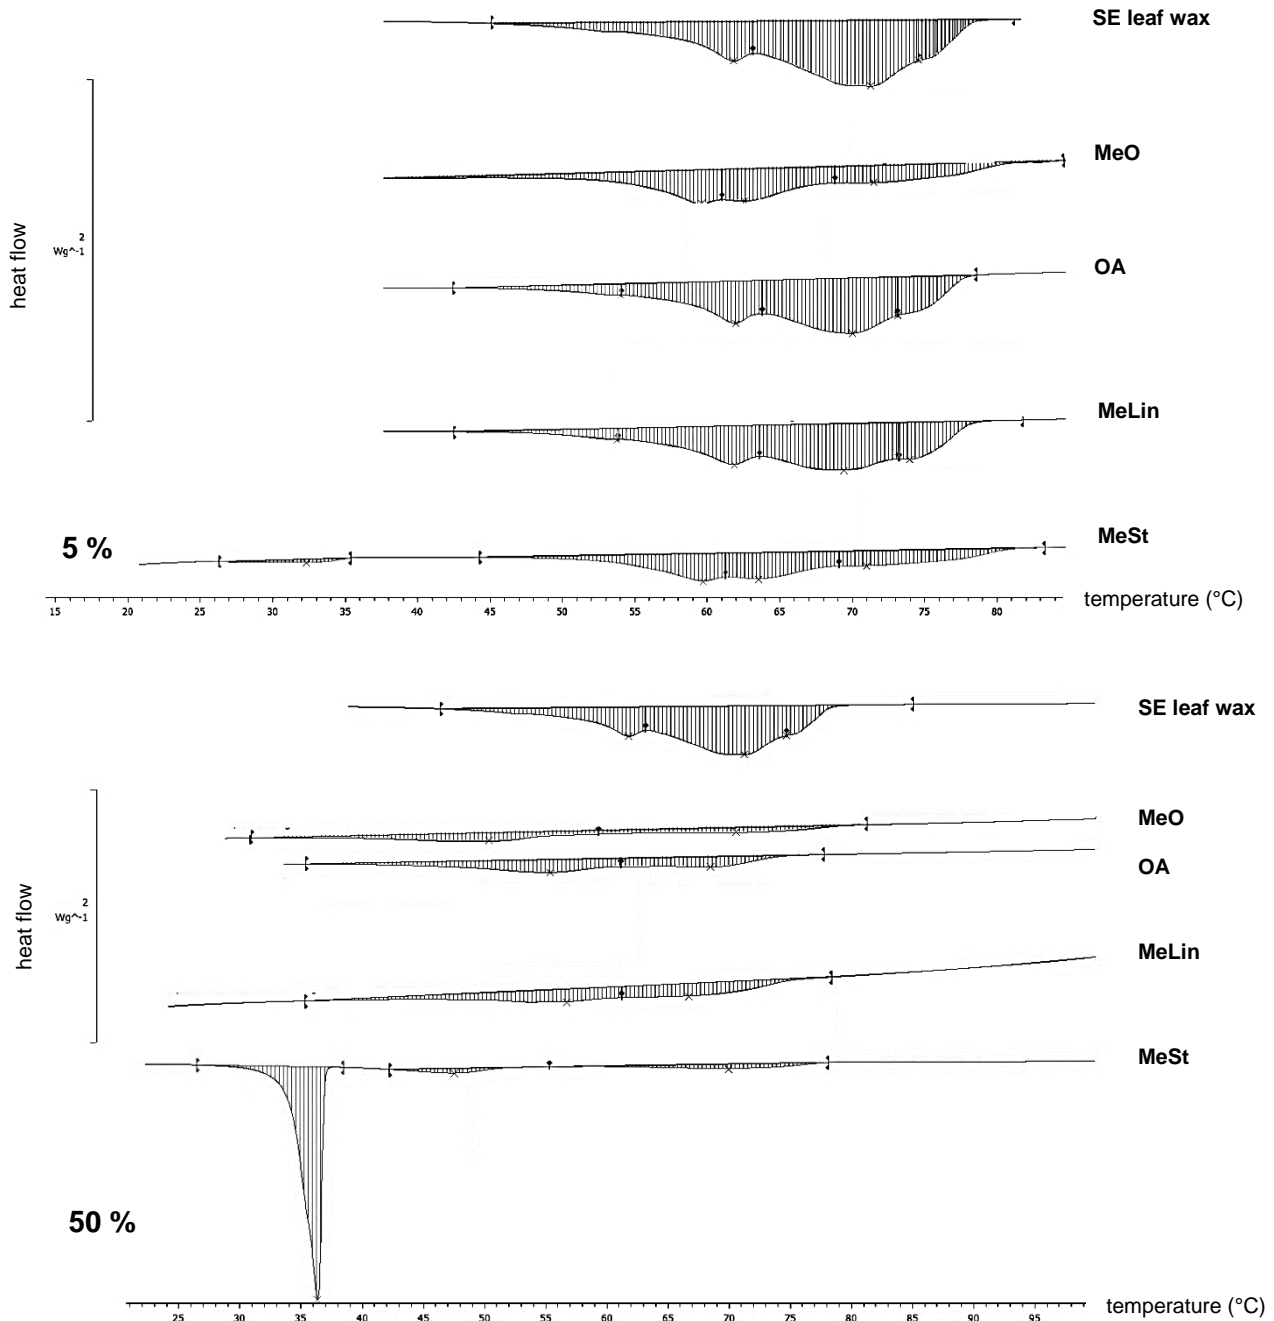 SE leaf wax
MeO
heat flow
2
Wg^-1
OA
MeLin
MeSt
5 %
15 20 25 30 35 40 45 50 55 60 65 70 75 80
temperature (°C)
SE leaf wax
MeO
OA
heat flow
2
Wg^-1
MeLin
MeSt
50 %
25 30 35 40 45 50 55 60 65 70 75 80 85 90 95
temperature (°C)